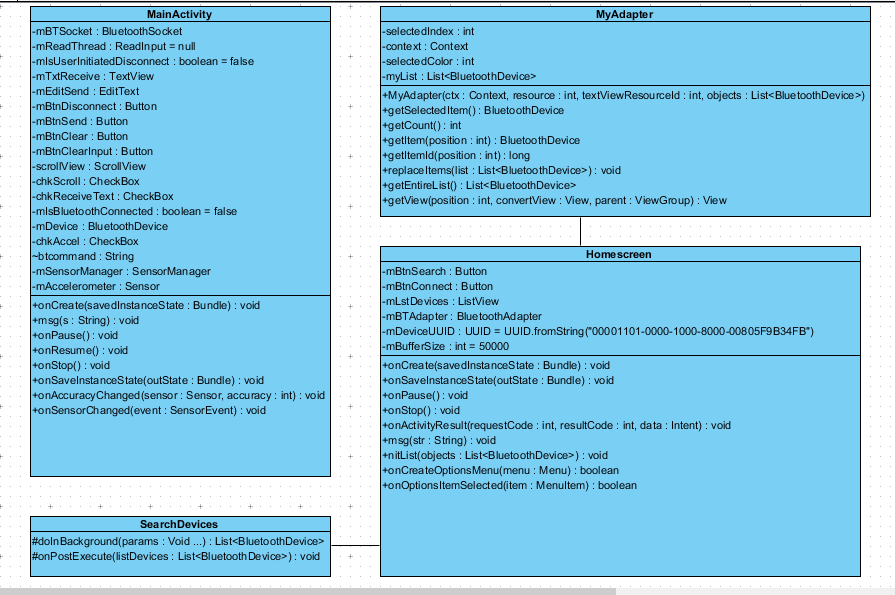 MainActivity
-mBTSocket : BluetoothSocket
-mReadThread : ReadInput = null
-mIsUserInitiatedDisconnect : boolean = false
-mTxtReceive : TextView
-mEditSend : EditText
-mBtnDisconnect : Button
-mBtnSend : Button
-mBtnClear : Button
-mBtnClearInput : Button
-scrollView : ScrollView
-chkScroll : CheckBox
-chkReceiveText : CheckBox
-mIsBluetoothConnected : boolean = false
-mDevice : BluetoothDevice
-chkAccel : CheckBox
~btcommand : String
-mSensorManager : SensorManager
-mAccelerometer : Sensor
+onCreate(savedInstanceState : Bundle) : void
+msg(s : String) : void
+onPause() : void
+onResume() : void
+onStop() : void
+onSaveInstanceState(outState : Bundle) : void
+onAccuracyChanged(sensor : Sensor, accuracy : int) : void
+onSensorChanged(event : SensorEvent) : void
MyAdapter
-selectedIndex : int
-context : Context
-selectedColor : int
-myList : List<BluetoothDevice>
+MyAdapter(ctx : Context, resource : int, textViewResourceId : int, objects : List<BluetoothDevice>)
+getSelectedItem() : BluetoothDevice
+getCount() : int
+getItem(position : int) : BluetoothDevice
+getItemId(position : int) : long
+replaceItems(list : List<BluetoothDevice>) : void
+getEntireList() : List<BluetoothDevice>
+getView(position : int, convertView : View, parent : ViewGroup) : View
Homescreen
-mBtnSearch : Button
-mBtnConnect : Button
-mLstDevices : ListView
-mBTAdapter : BluetoothAdapter
-mDeviceUUID : UUID = UUID.fromString("00001101-0000-1000-8000-00805F9B34FB")
-mBufferSize : int = 50000
+onCreate(savedInstanceState : Bundle) : void
+onSaveInstanceState(outState : Bundle) : void
+onPause() : void
+onStop() : void
+onActivityResult(requestCode : int, resultCode : int, data : Intent) : void
+msg(str : String) : void
+nitList(objects : List<BluetoothDevice>) : void
+onCreateOptionsMenu(menu : Menu) : boolean
+onOptionsItemSelected(item : MenuItem) : boolean
SearchDevices
#doInBackground(params : Void ...) : List<BluetoothDevice>
#onPostExecute(listDevices : List<BluetoothDevice>) : void